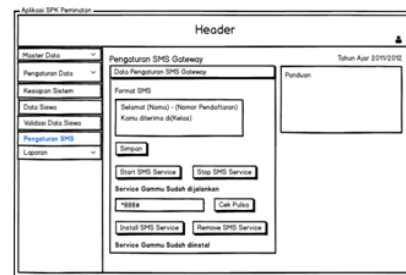 Aplikasi SPK Peminatan
Header
Master Data
Pengaturan Data
Kesiapan Sistem
Data Siswa
Validasi Data Siswa
Pengaturan SMS
Laporan
Pengaturan SMS Gateway
Tahun Ajar 2011/2012
Data Pengaturan SMS Gateway
Format SMS
Selamat (Nama) - (Nomor Pendaftaran)
Kamu diterima di(Kelas)
Simpan
Start SMS Service
Stop SMS Service
Service Gammu Sudah dijalankan
*888#
Cek Pulsa
Install SMS Service
Remove SMS Service
Service Gammu Sudah diinstal
Panduan